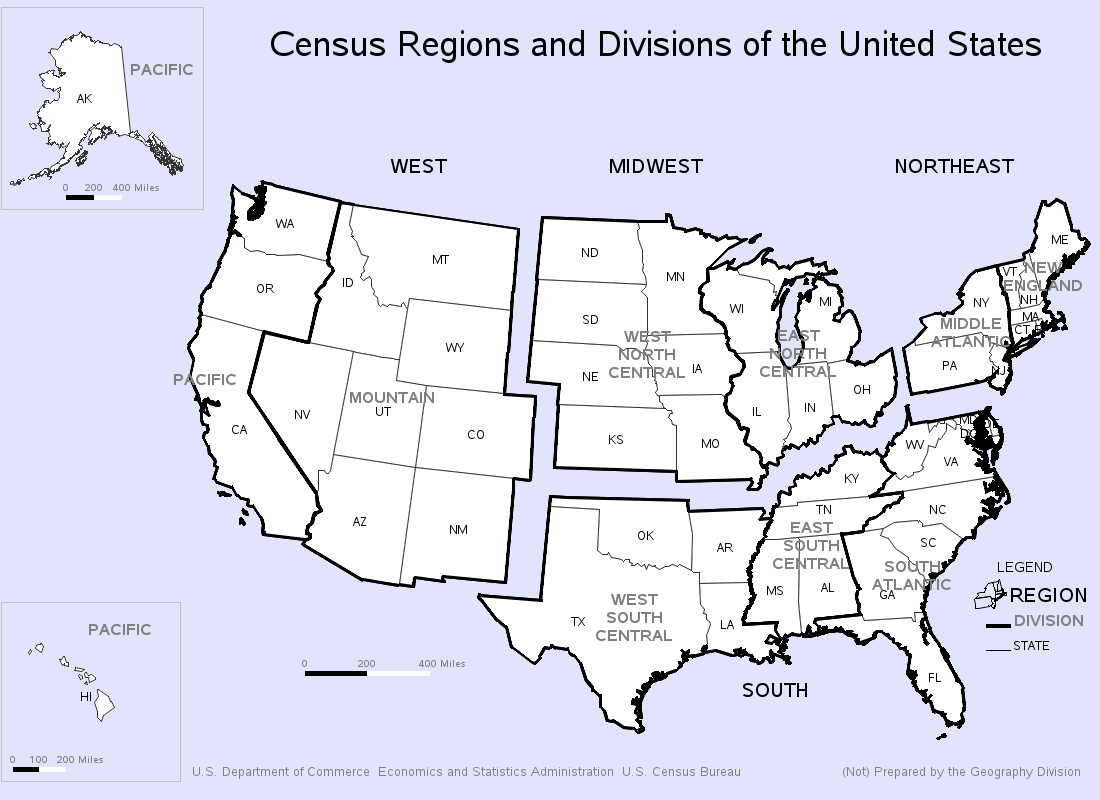 Census Regions and Divisions of the United States
PACIFIC
AK
0 200 400 Miles
WEST
MIDWEST
NORTHEAST
WA
OR
CA
PACIFIC
MT
ID
WY
NV
UT
MOUNTAIN
CO
AZ
NM
ND
SD
NE
KS
MN
IA
MO
WEST
NORTH
CENTRAL
WI
MI
IL
IN
OH
EAST
NORTH
CENTRAL
ME
VT
NEW
ENGLAND
NH
MA
CT
NY
MIDDLE
ATLANTIC
PA
NJ
WV
MD
DE
DC
VA
NC
SC
GA
FL
SOUTH
ATLANTIC
KY
TN
MS
AL
EAST
SOUTH
CENTRAL
OK
AR
TX
LA
WEST
SOUTH
CENTRAL
SOUTH
LEGEND
REGION
DIVISION
STATE
PACIFIC
HI
0 100 200 Miles
0 200 400 Miles
U.S. Department of Commerce Economics and Statistics Administration U.S. Census Bureau
(Not) Prepared by the Geography Division